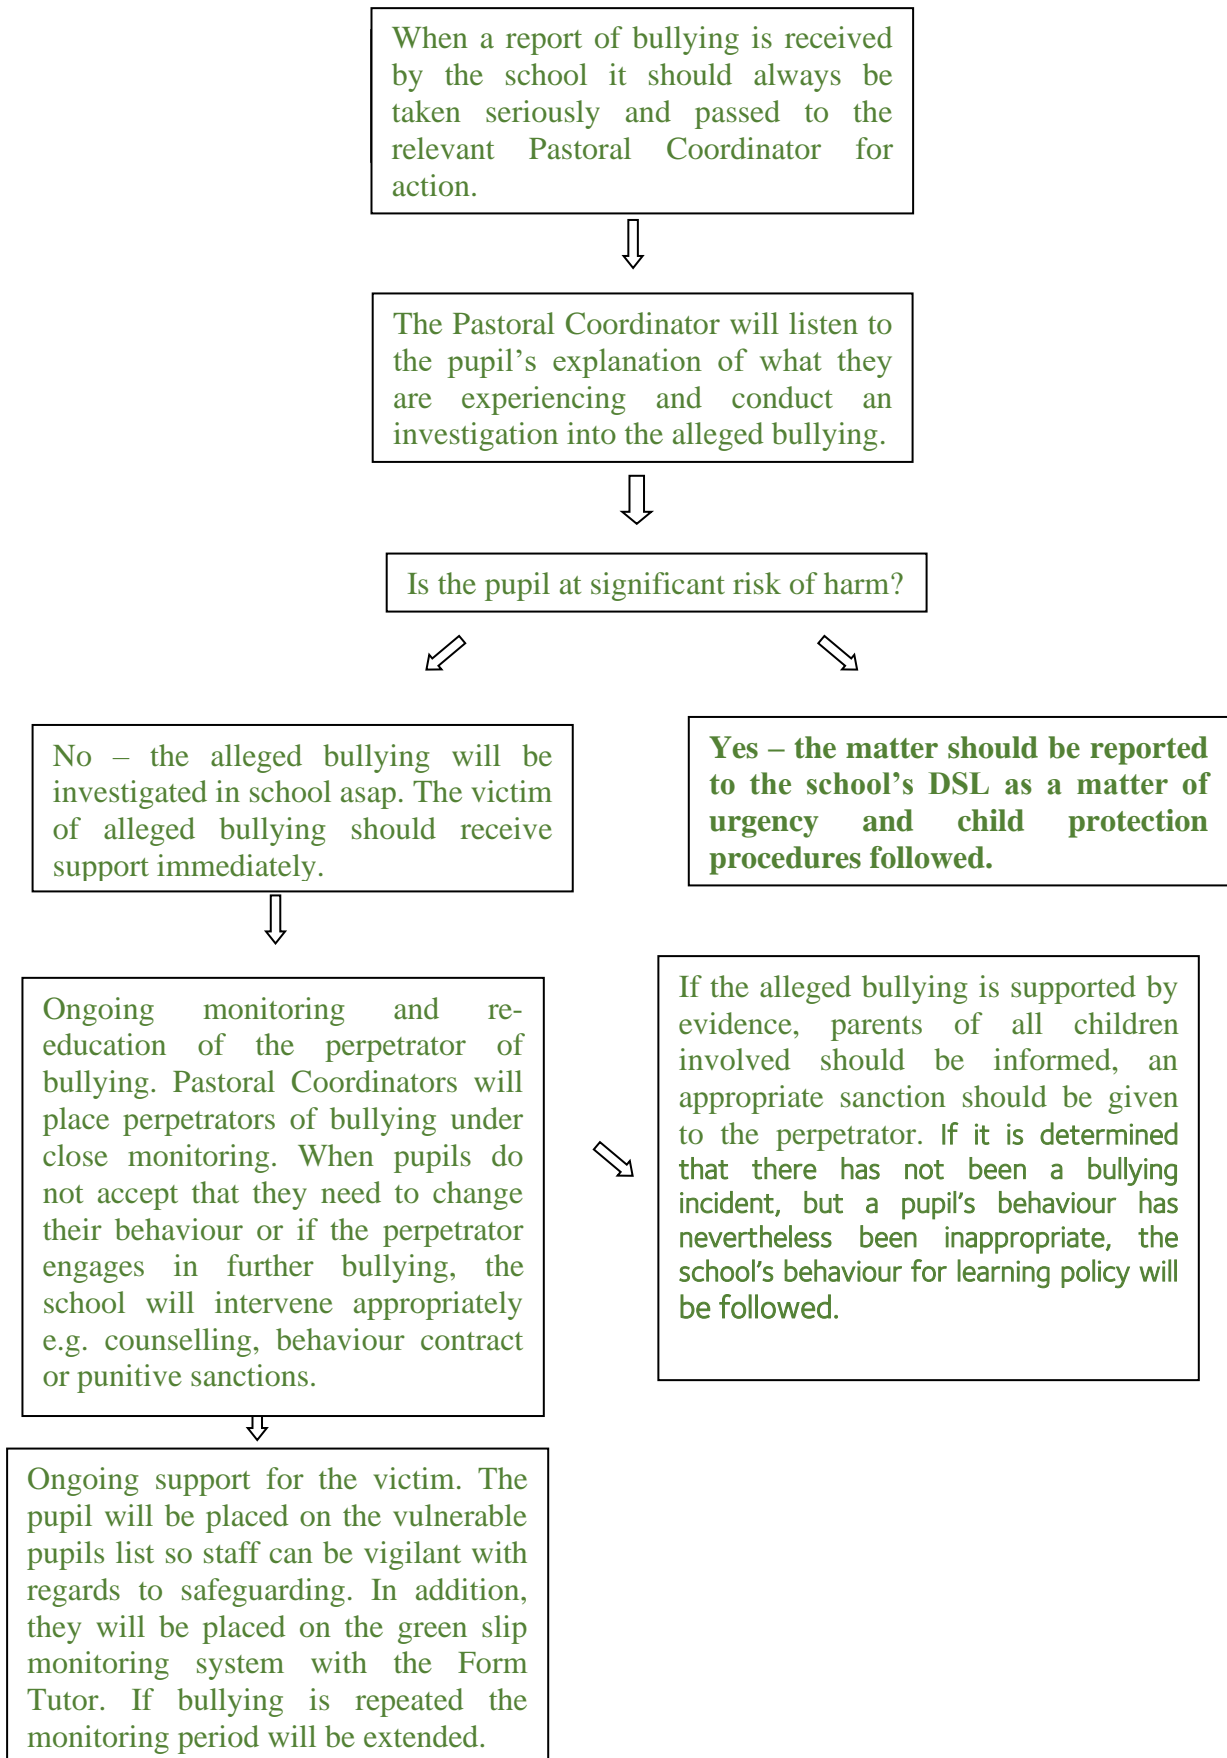 When a report of bullying is received
by the school it should always be
taken seriously and passed to the
relevant Pastoral Coordinator for
action.
The Pastoral Coordinator will listen to
the pupil’s explanation of what they
are experiencing and conduct an
investigation into the alleged bullying.
Is the pupil at significant risk of harm?
No – the alleged bullying will be
investigated in school asap. The victim
of alleged bullying should receive
support immediately.
Yes – the matter should be reported
to the school’s DSL as a matter of
urgency and child protection
procedures followed.
Ongoing monitoring and re-
education of the perpetrator of
bullying. Pastoral Coordinators will
place perpetrators of bullying under
close monitoring. When pupils do
not accept that they need to change
their behaviour or if the perpetrator
engages in further bullying, the
school will intervene appropriately
e.g. counselling, behaviour contract
or punitive sanctions.
If the alleged bullying is supported by
evidence, parents of all children
involved should be informed, an
appropriate sanction should be given
to the perpetrator. If it is determined
that there has not been a bullying
incident, but a pupil’s behaviour has
nevertheless been inappropriate, the
school’s behaviour for learning policy will
be followed.
Ongoing support for the victim. The
pupil will be placed on the vulnerable
pupils list so staff can be vigilant with
regards to safeguarding. In addition,
they will be placed on the green slip
monitoring system with the Form
Tutor. If bullying is repeated the
monitoring period will be extended.